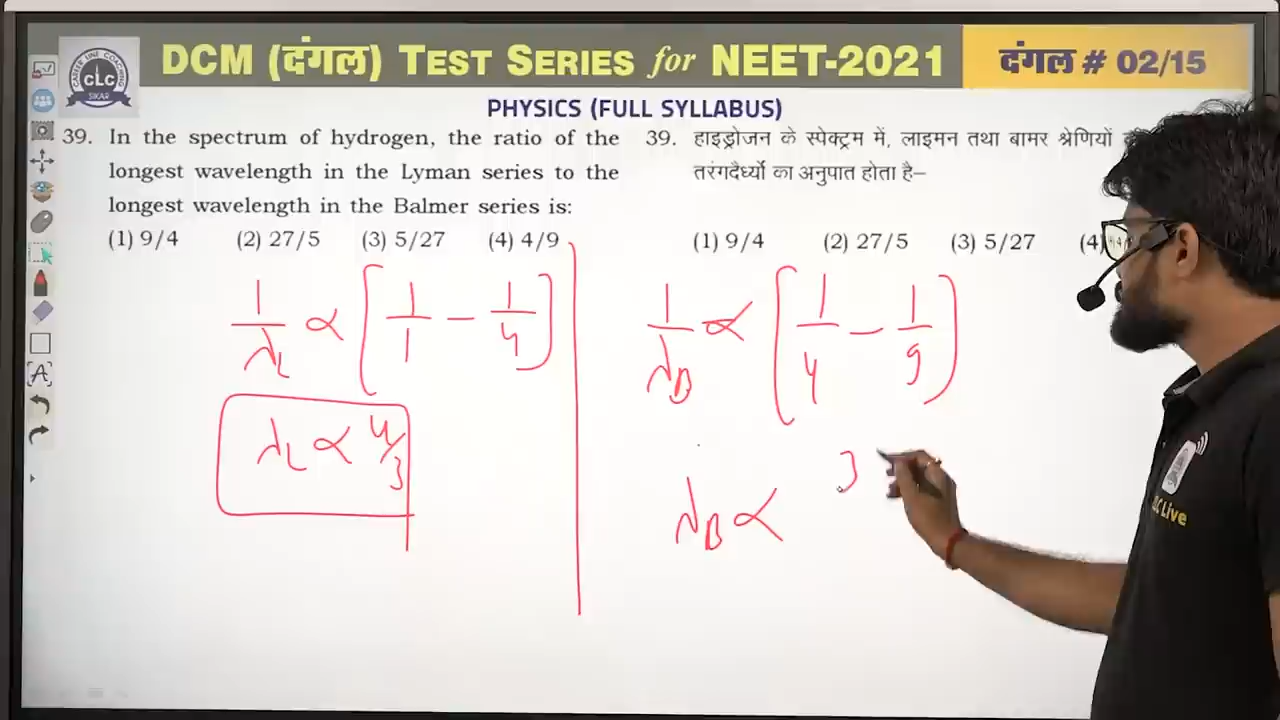 CLC
SIKAR
DCM (दंगल) TEST SERIES for NEET-2021
दंगल # 02/15
PHYSICS (FULL SYLLABUS)
39. In the spectrum of hydrogen, the ratio of the
longest wavelength in the Lyman series to the
longest wavelength in the Balmer series is:
(1) 9/4 (2) 27/5 (3) 5/27 (4) 4/9
39. हाइड्रोजन के स्पेक्ट्रम में, लाइमन तथा बामर श्रेणियों
तरंगदैर्ध्यो का अनुपात होता है–
(1) 9/4 (2) 27/5 (3) 5/27 (4)
1/λL ∝ [1/1 − 1/4]
λL ∝ 4/3
1/λB ∝ [1/4 − 1/9]
λB ∝ 3
Live